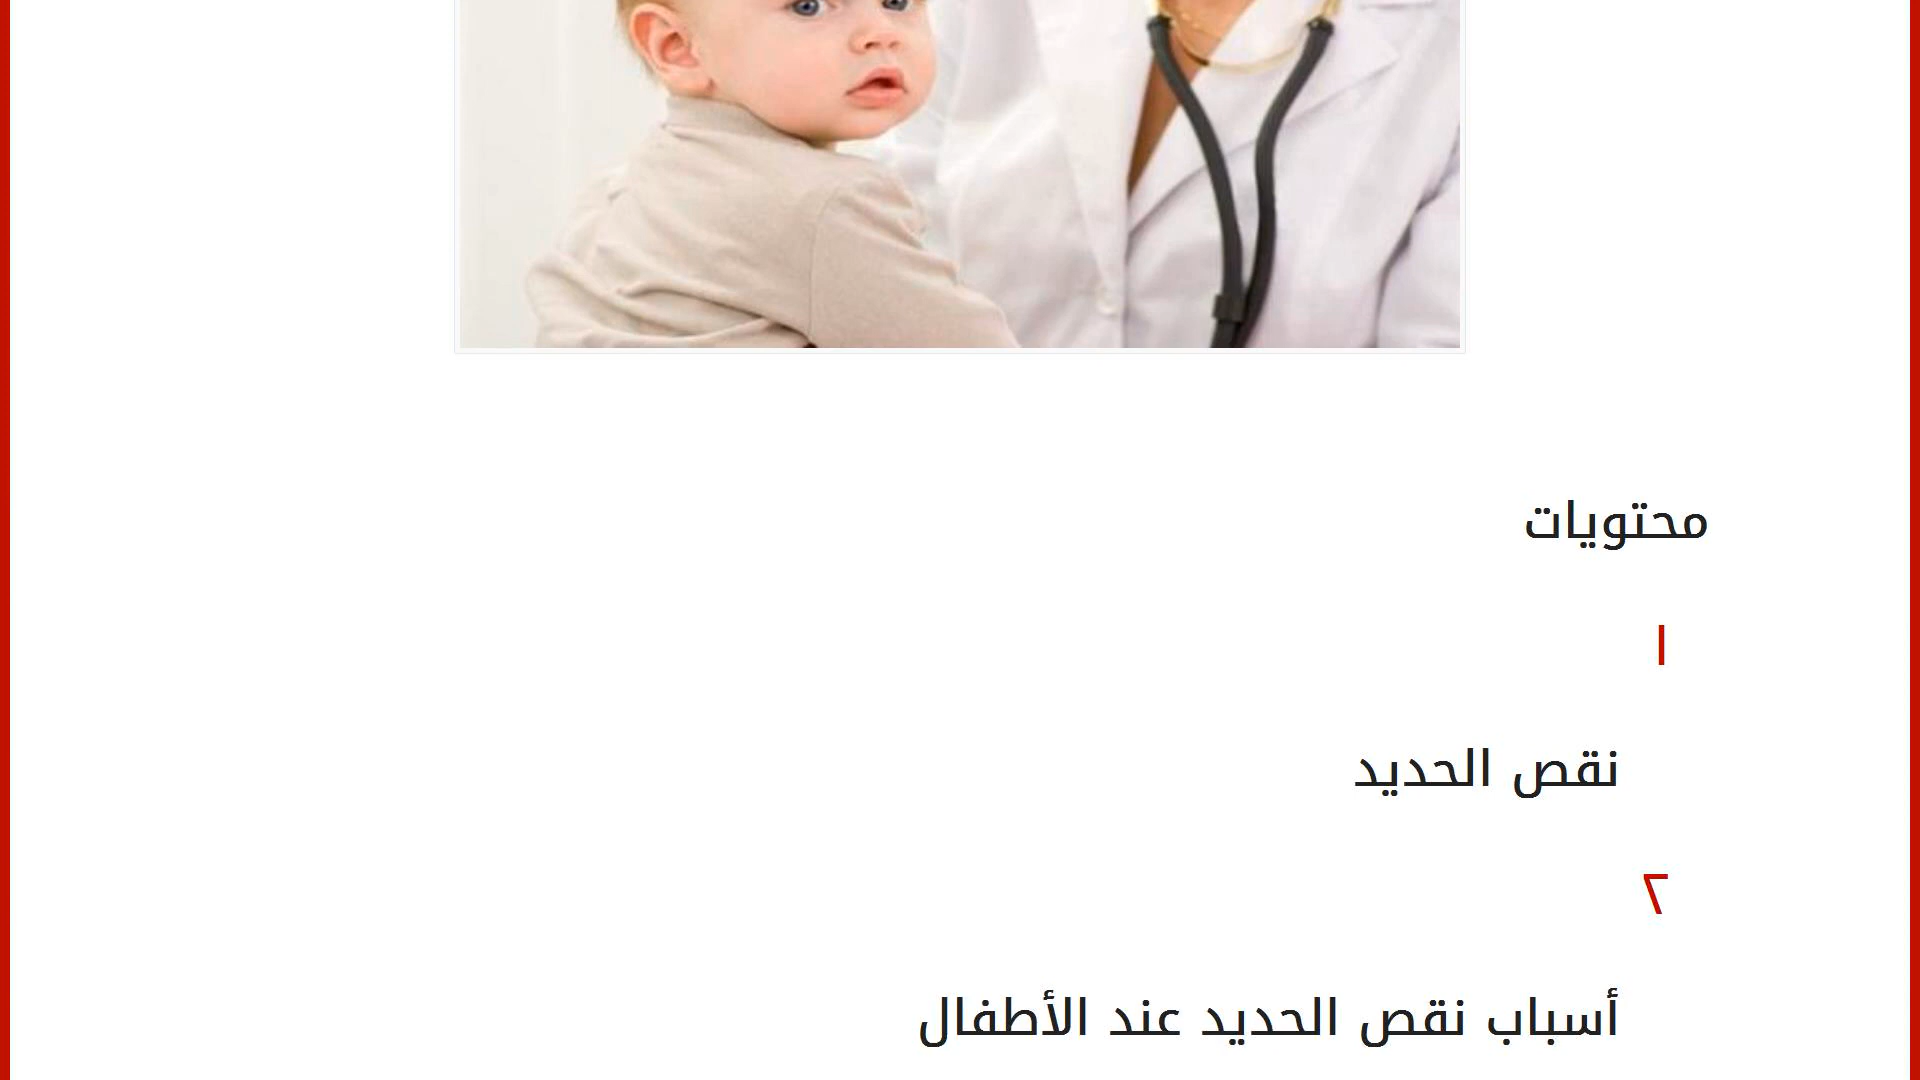 محتويات
١
نقص الحديد
٢
أسباب نقص الحديد عند الأطفال